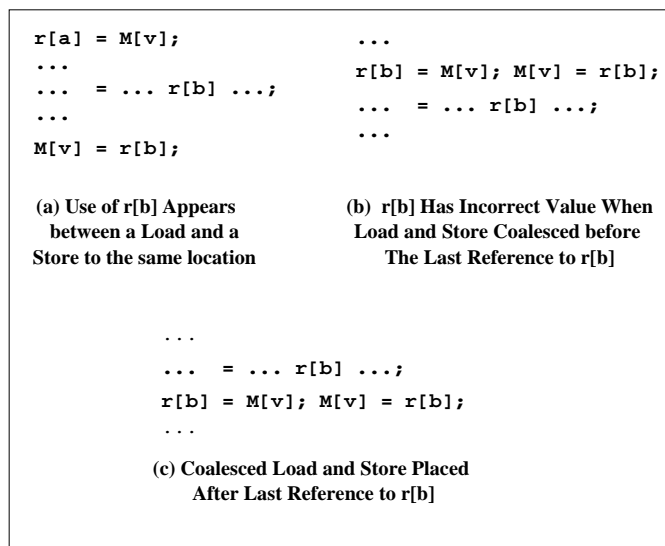 r[a] = M[v];
...
... = ... r[b] ...;
...
M[v] = r[b];
(a) Use of r[b] Appears
between a Load and a
Store to the same location
...
r[b] = M[v]; M[v] = r[b];
... = ... r[b] ...;
...
(b) r[b] Has Incorrect Value When
Load and Store Coalesced before
The Last Reference to r[b]
...
... = ... r[b] ...;
r[b] = M[v]; M[v] = r[b];
...
(c) Coalesced Load and Store Placed
After Last Reference to r[b]